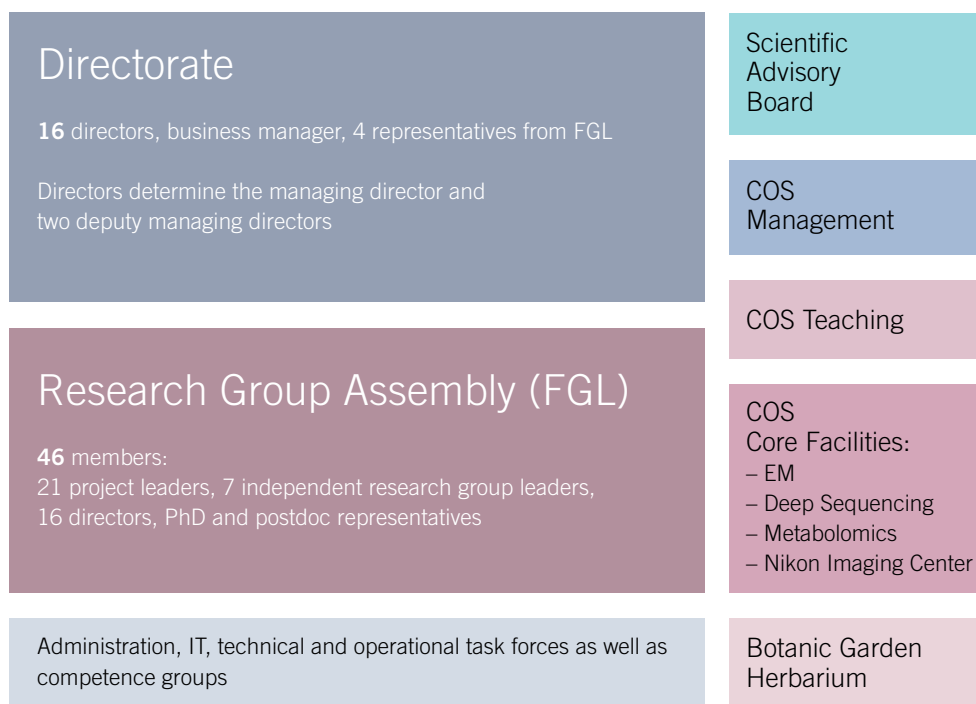 Directorate
16 directors, business manager, 4 representatives from FGL
Directors determine the managing director and
two deputy managing directors
Research Group Assembly (FGL)
46 members:
21 project leaders, 7 independent research group leaders,
16 directors, PhD and postdoc representatives
Administration, IT, technical and operational task forces as well as
competence groups
Scientific
Advisory
Board
COS
Management
COS Teaching
COS
Core Facilities:
– EM
– Deep Sequencing
– Metabolomics
– Nikon Imaging Center
Botanic Garden
Herbarium